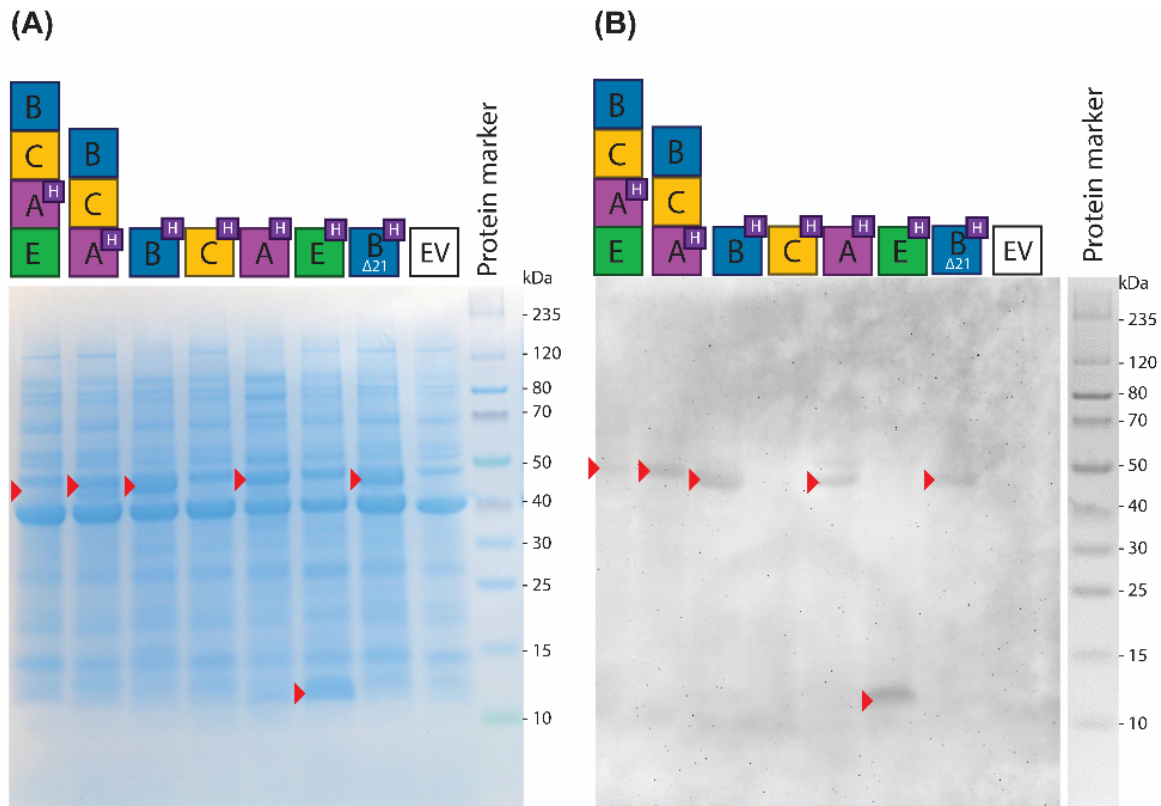 (A)
B
C B
A H C
E A H B H C H A H E H B H Δ21 EV
Protein marker
kDa
- 235
- 120
- 80
- 70
- 50
- 40
- 30
- 25
- 15
- 10
(B)
B
C B
A H C
E A H B H C H A H E H B H Δ21 EV
Protein marker
kDa
- 235
- 120
- 80
- 70
- 50
- 40
- 30
- 25
- 15
- 10